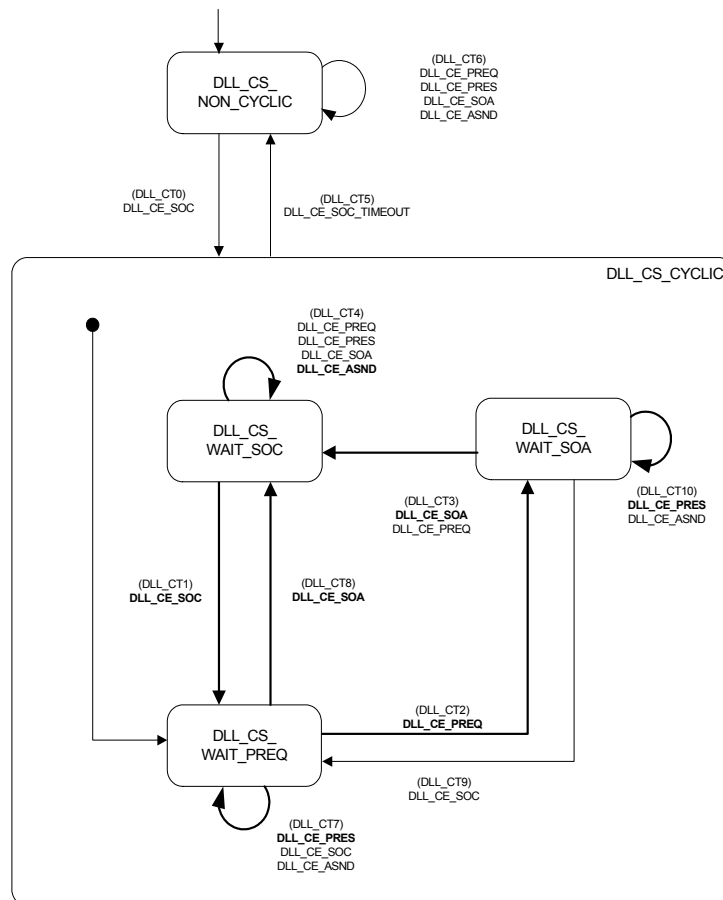 DLL_CS_
NON_CYCLIC
(DLL_CT6)
DLL_CE_PREQ
DLL_CE_PRES
DLL_CE_SOA
DLL_CE_ASND
(DLL_CT0)
DLL_CE_SOC
(DLL_CT5)
DLL_CE_SOC_TIMEOUT
DLL_CS_CYCLIC
(DLL_CT4)
DLL_CE_PREQ
DLL_CE_PRES
DLL_CE_SOA
DLL_CE_ASND
DLL_CS_
WAIT_SOC
DLL_CS_
WAIT_SOA
(DLL_CT3)
DLL_CE_SOA
DLL_CE_PREQ
(DLL_CT10)
DLL_CE_PRES
DLL_CE_ASND
(DLL_CT1)
DLL_CE_SOC
(DLL_CT8)
DLL_CE_SOA
DLL_CS_
WAIT_PREQ
(DLL_CT2)
DLL_CE_PREQ
(DLL_CT9)
DLL_CE_SOC
(DLL_CT7)
DLL_CE_PRES
DLL_CE_SOC
DLL_CE_ASND